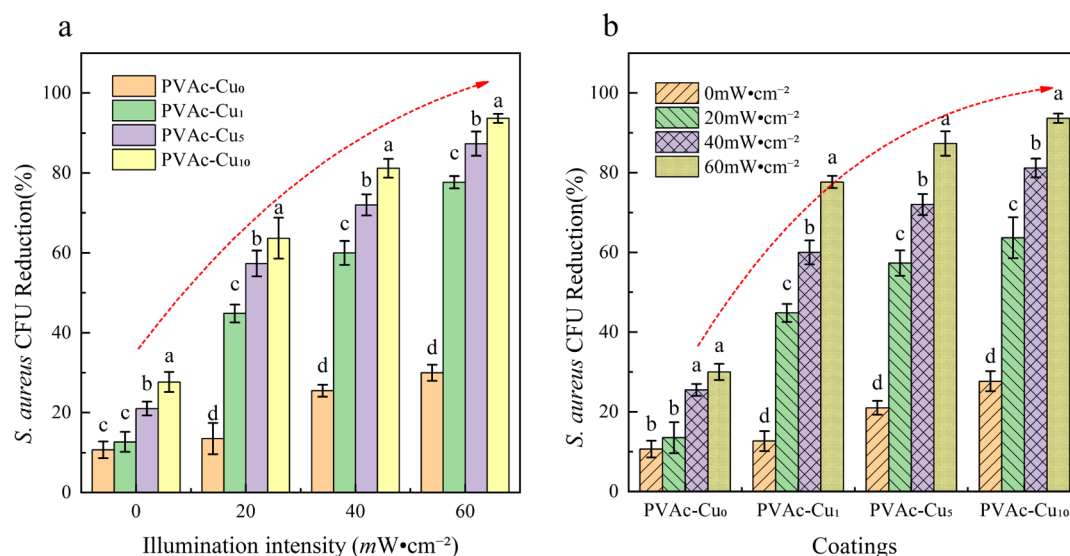 a
S. aureus CFU Reduction(%)
100
80
60
40
20
0
PVAc-Cu₀
PVAc-Cu₁
PVAc-Cu₅
PVAc-Cu₁₀
c c b a
d c b a
d c b a
d c b a
0 20 40 60
Illumination intensity (mW•cm⁻²)
b
S. aureus CFU Reduction(%)
100
80
60
40
20
0
0mW•cm⁻²
20mW•cm⁻²
40mW•cm⁻²
60mW•cm⁻²
b b a a
d c b a
d c b a
d c b a
PVAc-Cu₀ PVAc-Cu₁ PVAc-Cu₅ PVAc-Cu₁₀
Coatings